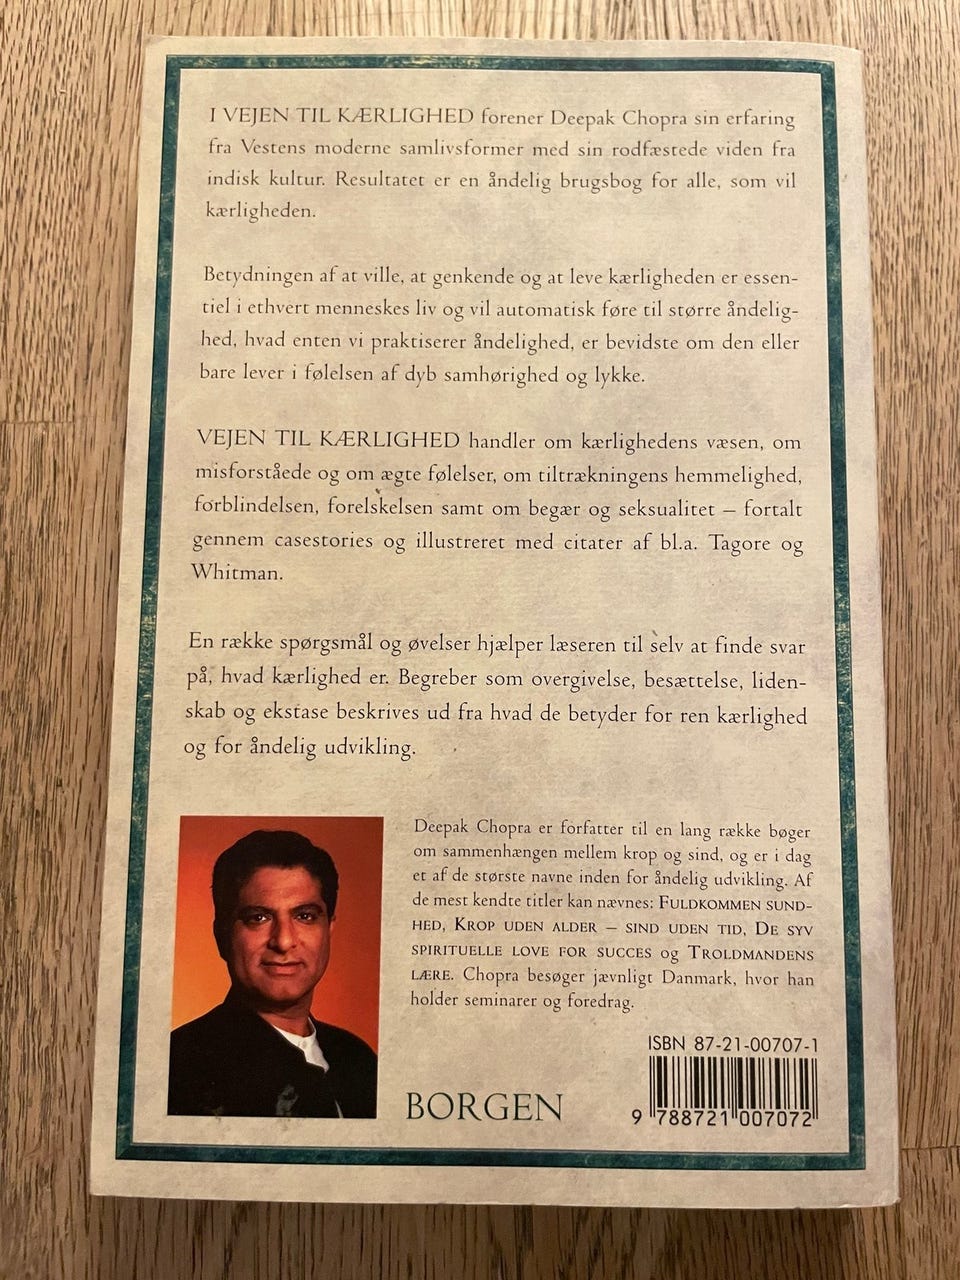 I VEJEN TIL KÆRLIGHED forener Deepak Chopra sin erfaring
fra Vestens moderne samlivsformer med sin rodfæstede viden fra
indisk kultur. Resultatet er en åndelig brugsbog for alle, som vil
kærligheden.
Betydningen af at ville, at genkende og at leve kærligheden er essen-
tiel i ethvert menneskes liv og vil automatisk føre til større åndelig-
hed, hvad enten vi praktiserer åndelighed, er bevidste om den eller
bare lever i følelsen af dyb samhørighed og lykke.
VEJEN TIL KÆRLIGHED handler om kærlighedens væsen, om
misforståede og om ægte følelser, om tiltrækningens hemmelighed,
forblindelsen, forelskelsen samt om begær og seksualitet – fortalt
gennem casestories og illustreret med citater af bl.a. Tagore og
Whitman.
En række spørgsmål og øvelser hjælper læseren til selv at finde svar
på, hvad kærlighed er. Begreber som overgivelse, besættelse, liden-
skab og ekstase beskrives ud fra hvad de betyder for ren kærlighed
og for åndelig udvikling.
Deepak Chopra er forfatter til en lang række bøger
om sammenhængen mellem krop og sind, og er i dag
et af de største navne inden for åndelig udvikling. Af
de mest kendte titler kan nævnes: FULDKOMMEN SUND-
HED, KROP UDEN ALDER – SIND UDEN TID, DE SYV
SPIRITUELLE LOVE FOR SUCCES og TROLDMANDENS
LÆRE. Chopra besøger jævnligt Danmark, hvor han
holder seminarer og foredrag.
ISBN 87-21-00707-1
BORGEN
9 788721 007072